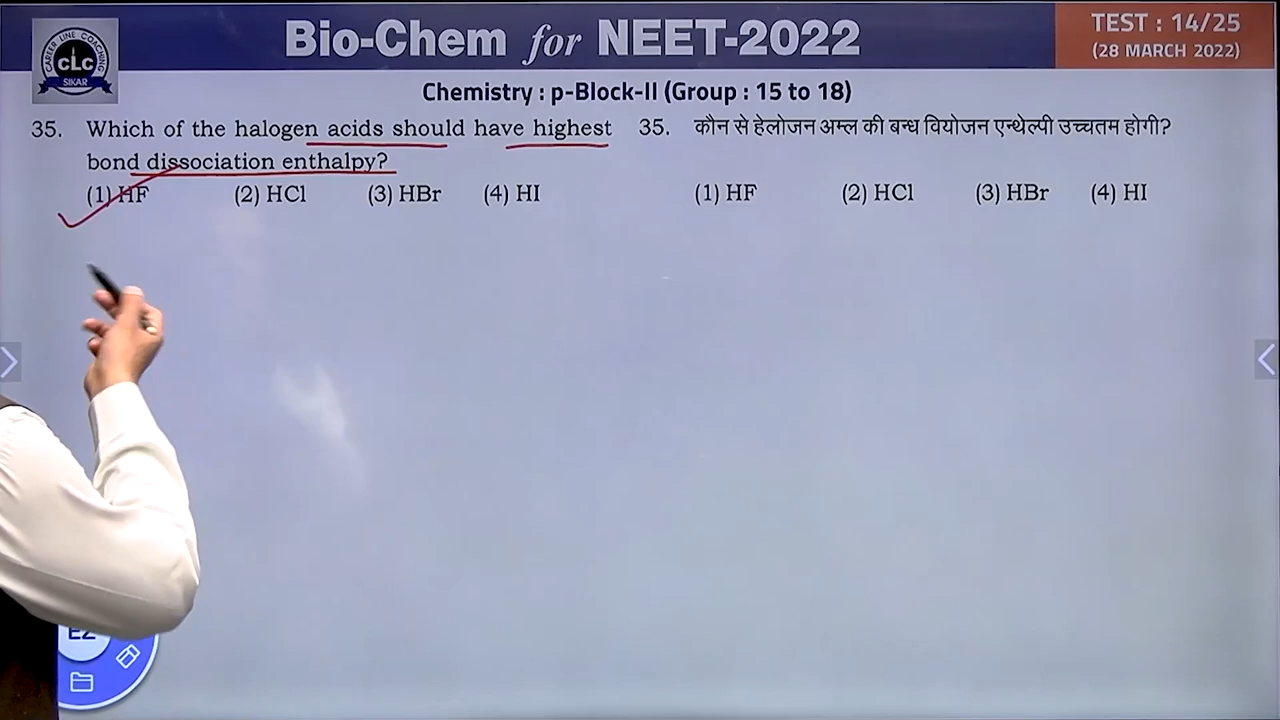 CAREER LINE COACHING
CLC
SIKAR
Bio-Chem for NEET-2022
TEST : 14/25
(28 MARCH 2022)
Chemistry : p-Block-II (Group : 15 to 18)
35. Which of the halogen acids should have highest
bond dissociation enthalpy?
(1) HF (2) HCl (3) HBr (4) HI
35. कौन से हेलोजन अम्ल की बन्ध वियोजन एन्थेल्पी उच्चतम होगी?
(1) HF (2) HCl (3) HBr (4) HI